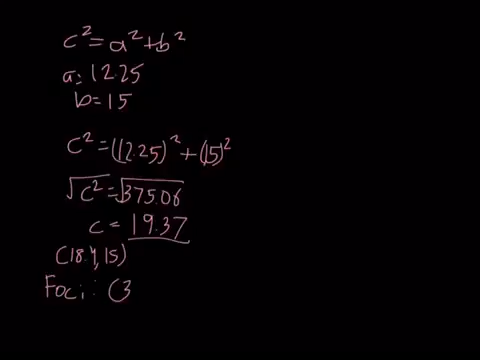 c² = a² + b²
a = 12.25
b = 15
c² = (12.25)² + (15)²
√c² = √375.06
c = 19.37
(18.4, 15)
Foci: (3